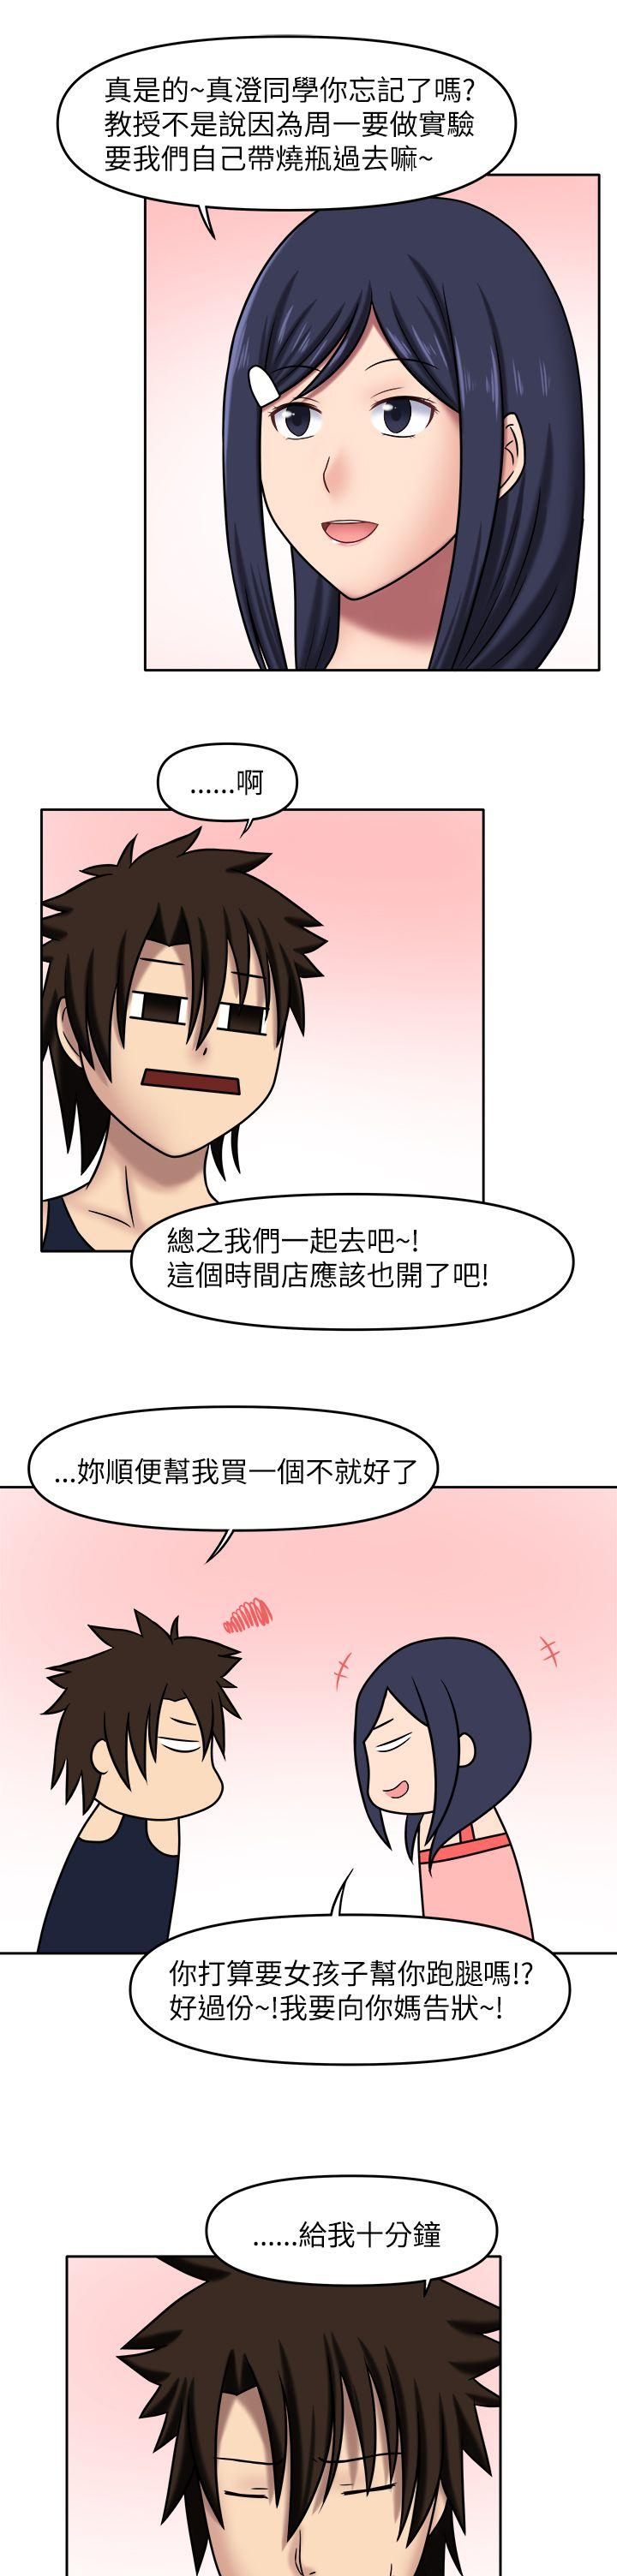 真是的~真澄同學你忘記了嗎?
教授不是說因為周一要做實驗
要我們自己帶燒瓶過去嘛~
......啊
總之我們一起去吧~!
這個時間店應該也開了吧!
...妳順便幫我買一個不就好了
你打算要女孩子幫你跑腿嗎!?
好過份~!我要向你媽告狀~!
......給我十分鐘